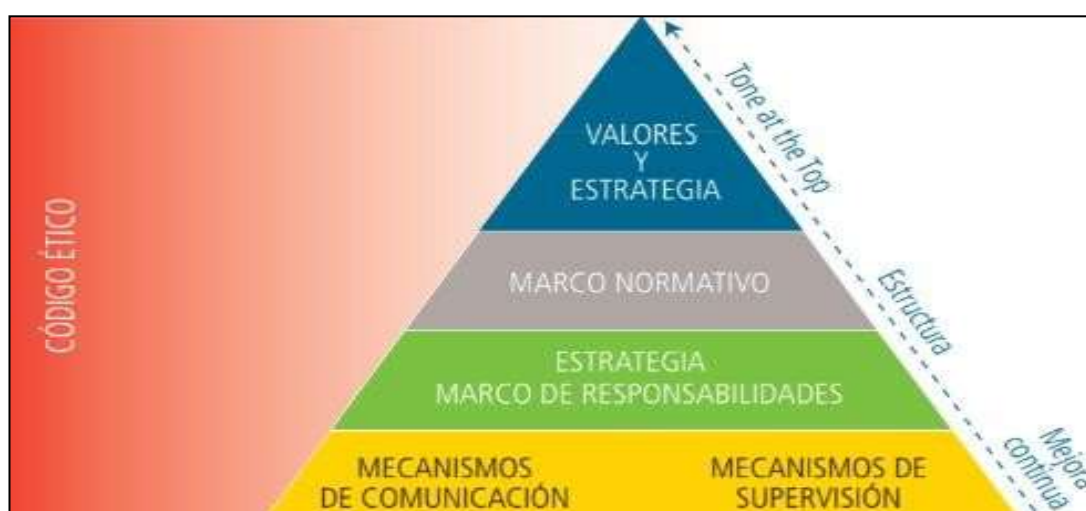 CÓDIGO ÉTICO
VALORES
Y
ESTRATEGIA
MARCO NORMATIVO
ESTRATEGIA
MARCO DE RESPONSABILIDADES
MECANISMOS
DE COMUNICACIÓN
MECANISMOS DE
SUPERVISIÓN
Tone at the Top
Estructura
Mejora
continua